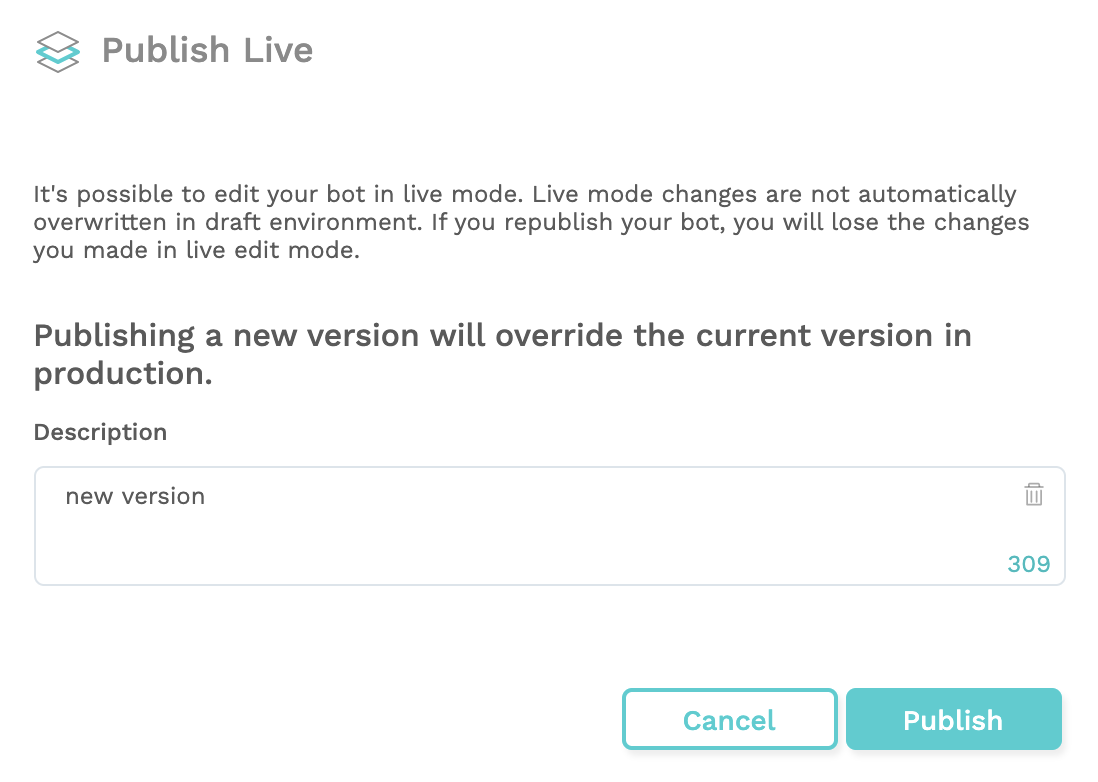 Publish Live
It's possible to edit your bot in live mode. Live mode changes are not automatically
overwritten in draft environment. If you republish your bot, you will lose the changes
you made in live edit mode.
Publishing a new version will override the current version in
production.
Description
new version
309
Cancel
Publish